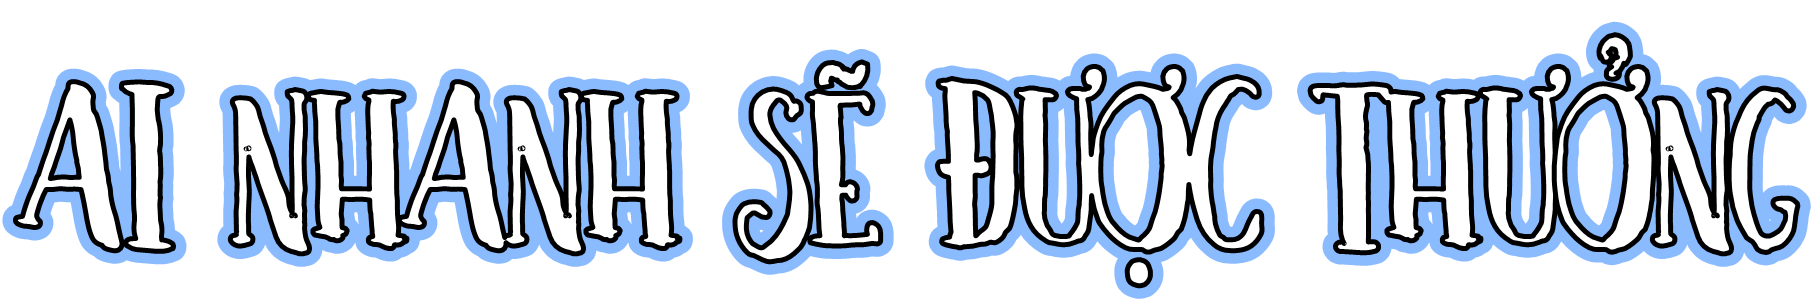 AI NHANH SẼ ĐƯỢC THƯỞNG